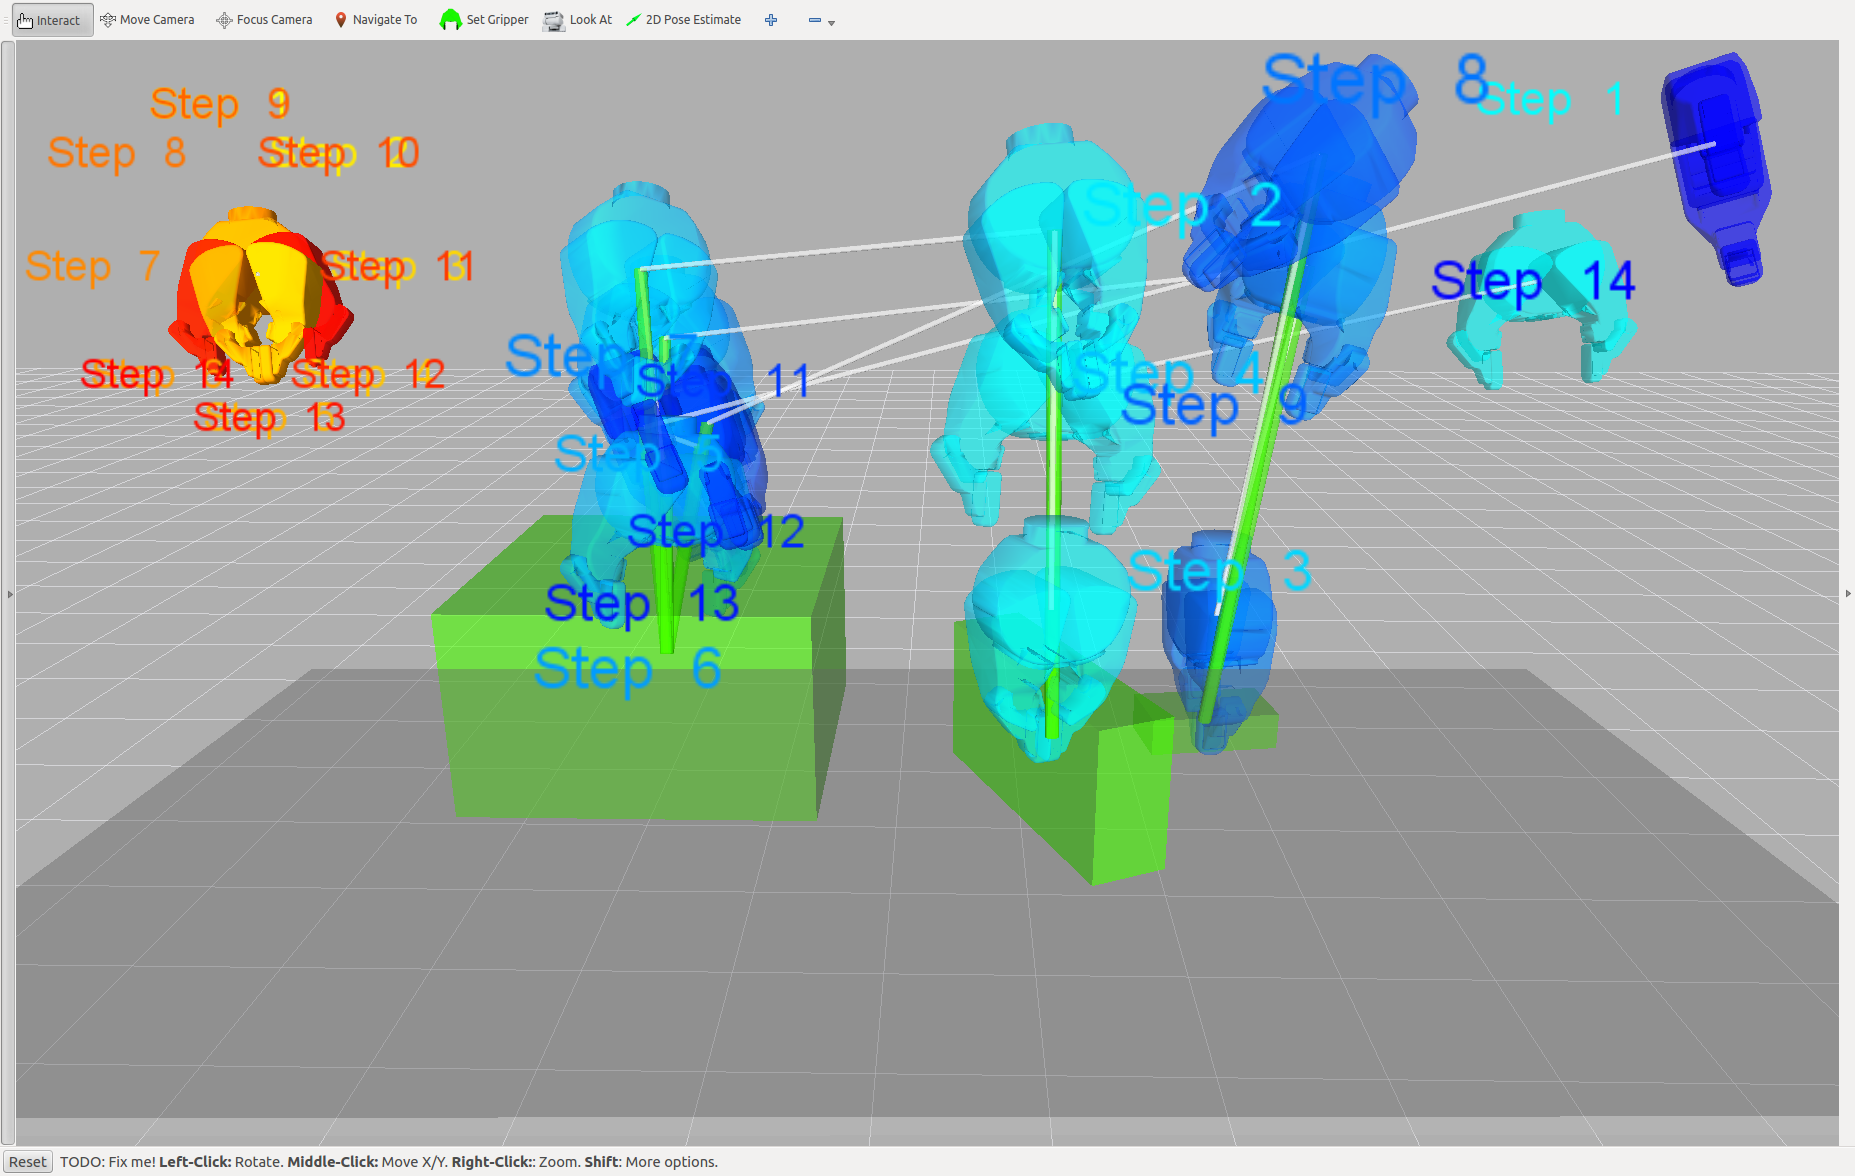 Interact Move Camera Focus Camera Navigate To Set Gripper Look At 2D Pose Estimate
Step 8
Step 1
Step 9
Step 8
Step 10
Step 2
Step 7
Step 11
Step 14
Step 7
Step 4
Step 11
Step 14
Step 12
Step 9
Step 13
Step 5
Step 12
Step 3
Step 13
Step 6
Reset TODO: Fix me! Left-Click: Rotate. Middle-Click: Move X/Y. Right-Click:: Zoom. Shift: More options.